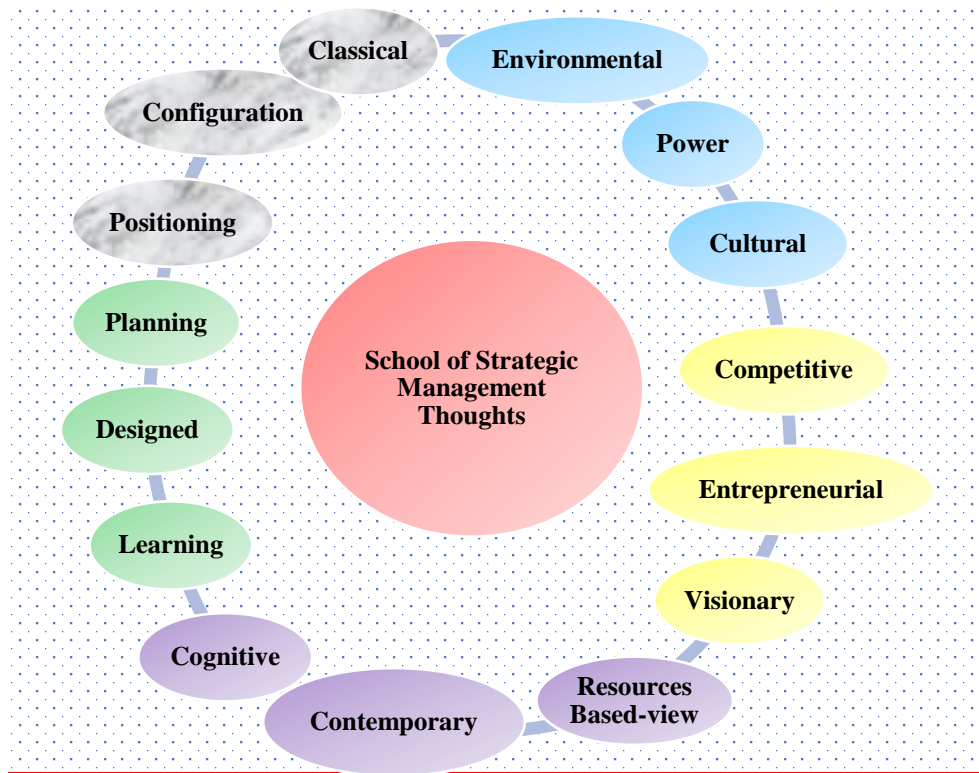 Classical
Environmental
Configuration
Power
Positioning
Cultural
Planning
School of Strategic
Management
Thoughts
Competitive
Designed
Entrepreneurial
Learning
Visionary
Cognitive
Resources
Based-view
Contemporary